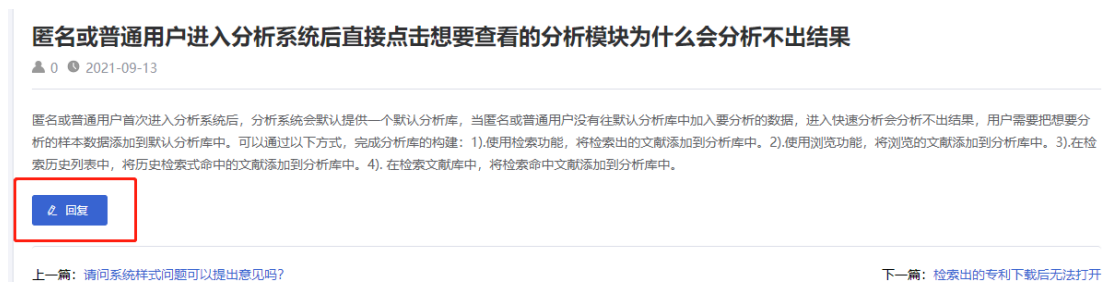 匿名或普通用户进入分析系统后直接点击想要查看的分析模块为什么会分析不出结果
0 2021-09-13
匿名或普通用户首次进入分析系统后，分析系统会默认提供一个默认分析库，当匿名或普通用户没有往默认分析库中加入要分析的数据，进入快速分析会分析不出结果，用户需要把想要分
析的样本数据添加到默认分析库中。可以通过以下方式，完成分析库的构建：1).使用检索功能，将检索出的文献添加到分析库中。2).使用浏览功能，将浏览的文献添加到分析库中。3).在检
索历史列表中，将历史检索式命中的文献添加到分析库中。4). 在检索文献库中，将检索命中文献添加到分析库中。
回复
上一篇：请问系统样式问题可以提出意见吗？ 下一篇：检索出的专利下载后无法打开